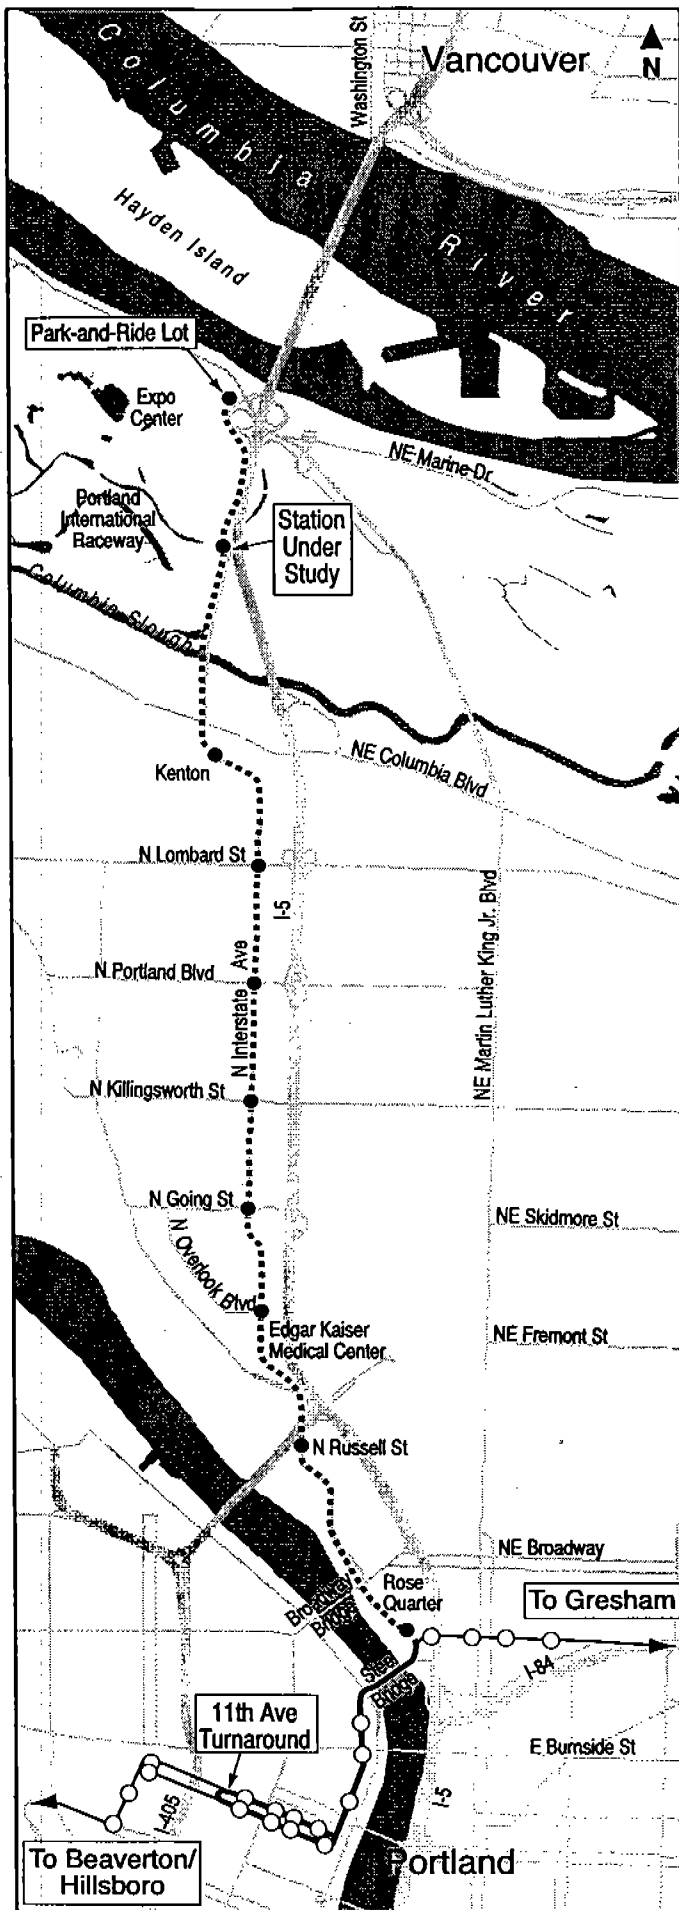 Washington St
Vancouver
N
Columbia
River
Hayden Island
Park-and-Ride Lot
Expo
Center
NE Marine Dr
Portland
International
Raceway
Station
Under
Study
Columbia Slough
Kenton
NE Columbia Blvd
N Lombard St
I-5
NE Martin Luther King Jr. Blvd
N Portland Blvd
N Interstate Ave
N Killingsworth St
N Going St
NE Skidmore St
N Overlook Blvd
Edgar Kaiser
Medical Center
NE Fremont St
N Russell St
NE Broadway
Rose
Quarter
Broadway
Bridge
To Gresham
Steel
Bridge
I-84
11th Ave
Turnaround
E Burnside St
I-405
I-5
To Beaverton/
Hillsboro
Portland